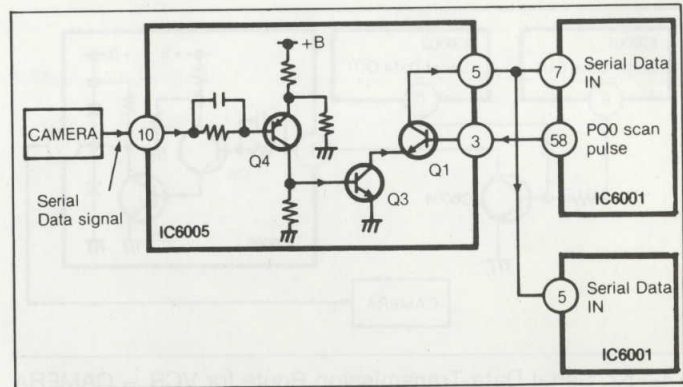 +B
CAMERA
10
Serial
Data signal
Q4
Q3
Q1
IC6005
5
3
7
Serial Data
IN
58
PO0 scan
pulse
IC6001
5
Serial Data
IN
IC6001